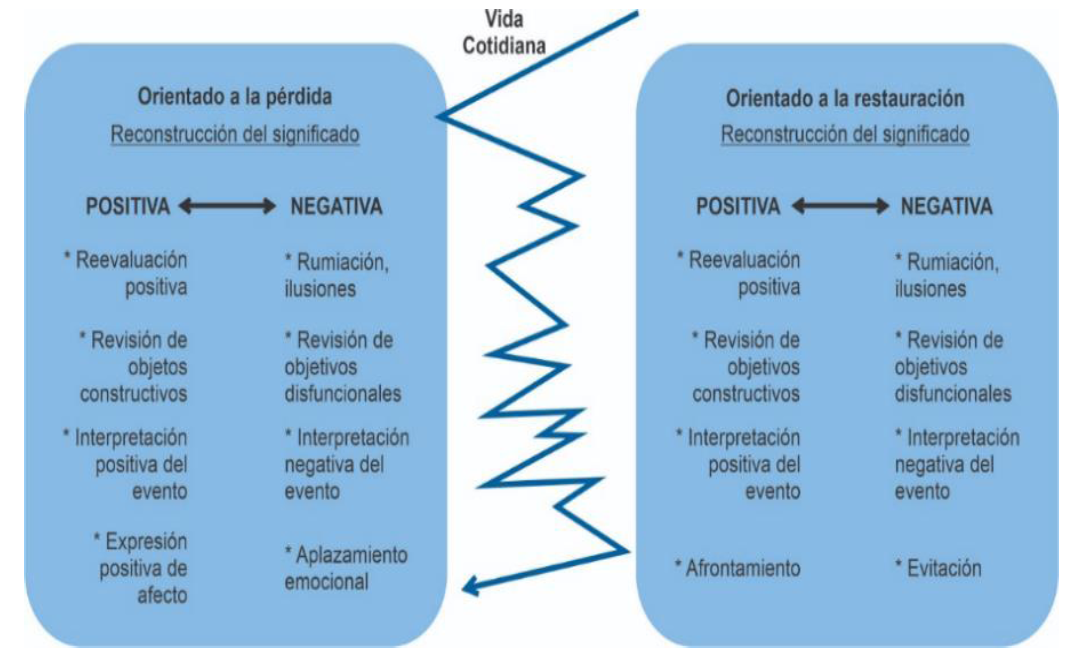 Vida
Cotidiana
Orientado a la pérdida
Reconstrucción del significado
POSITIVA
NEGATIVA
* Reevaluación
positiva
* Rumiación,
ilusiones
* Revisión de
objetos
constructivos
* Revisión de
objetivos
disfuncionales
* Interpretación
positiva del
evento
* Interpretación
negativa del
evento
* Expresión
positiva de
afecto
* Aplazamiento
emocional
Orientado a la restauración
Reconstrucción del significado
POSITIVA
NEGATIVA
* Reevaluación
positiva
* Rumiación,
ilusiones
* Revisión de
objetivos
constructivos
* Revisión de
objetivos
disfuncionales
* Interpretación
positiva del
evento
* Interpretación
negativa del
evento
* Afrontamiento
* Evitación